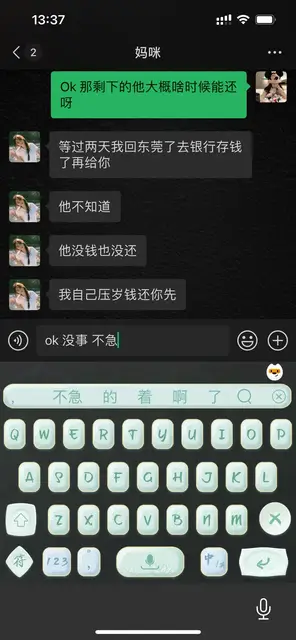 13:37
2
妈咪
Ok 那剩下的他大概啥时候能还
呀
等过两天我回东莞了去银行存钱
了再给你
他不知道
他没钱也没还
我自己压岁钱还你先
ok 没事 不急
, 不急 的 着 啊 了
Q W E R T Y U I O P
A S D F G H J K L
Z X C V B N M
符 123 , 中/英